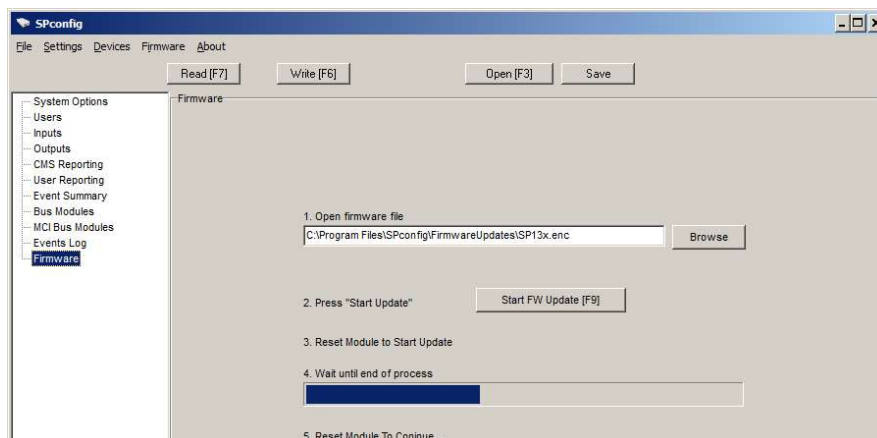 SPconfig
File Settings Devices Firmware About
Read [F7] Write [F6] Open [F3] Save
System Options
Users
Inputs
Outputs
CMS Reporting
User Reporting
Event Summary
Bus Modules
MCI Bus Modules
Events Log
Firmware
Firmware
1. Open firmware file
C:\Program Files\SPconfig\FirmwareUpdates\SP13x.enc Browse
2. Press "Start Update" Start FW Update [F9]
3. Reset Module to Start Update
4. Wait until end of process
5. Reset Module To Coninue